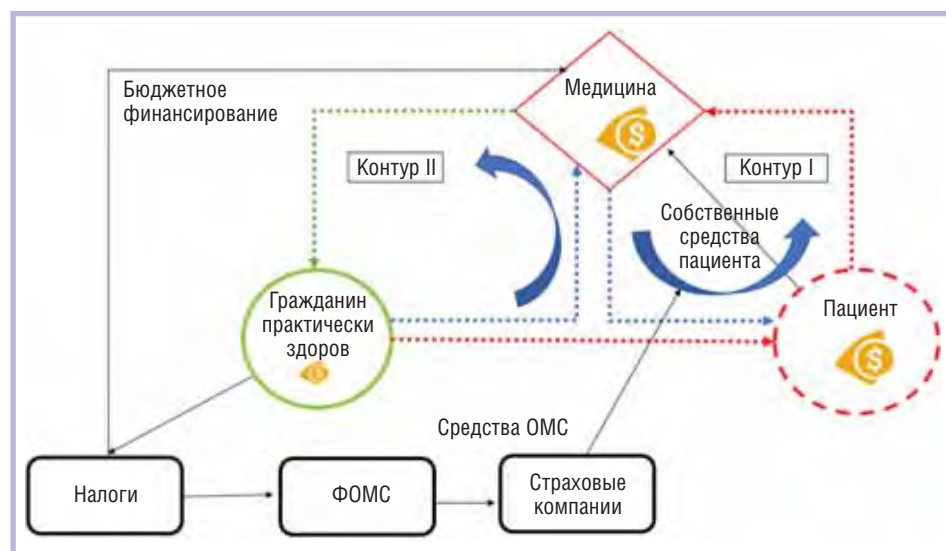 Бюджетное
финансирование
Медицина
$
Контур II
Контур I
Собственные
средства
пациента
Гражданин
практически
здоров
$
Пациент
$
Средства ОМС
Налоги
ФОМС
Страховые
компании